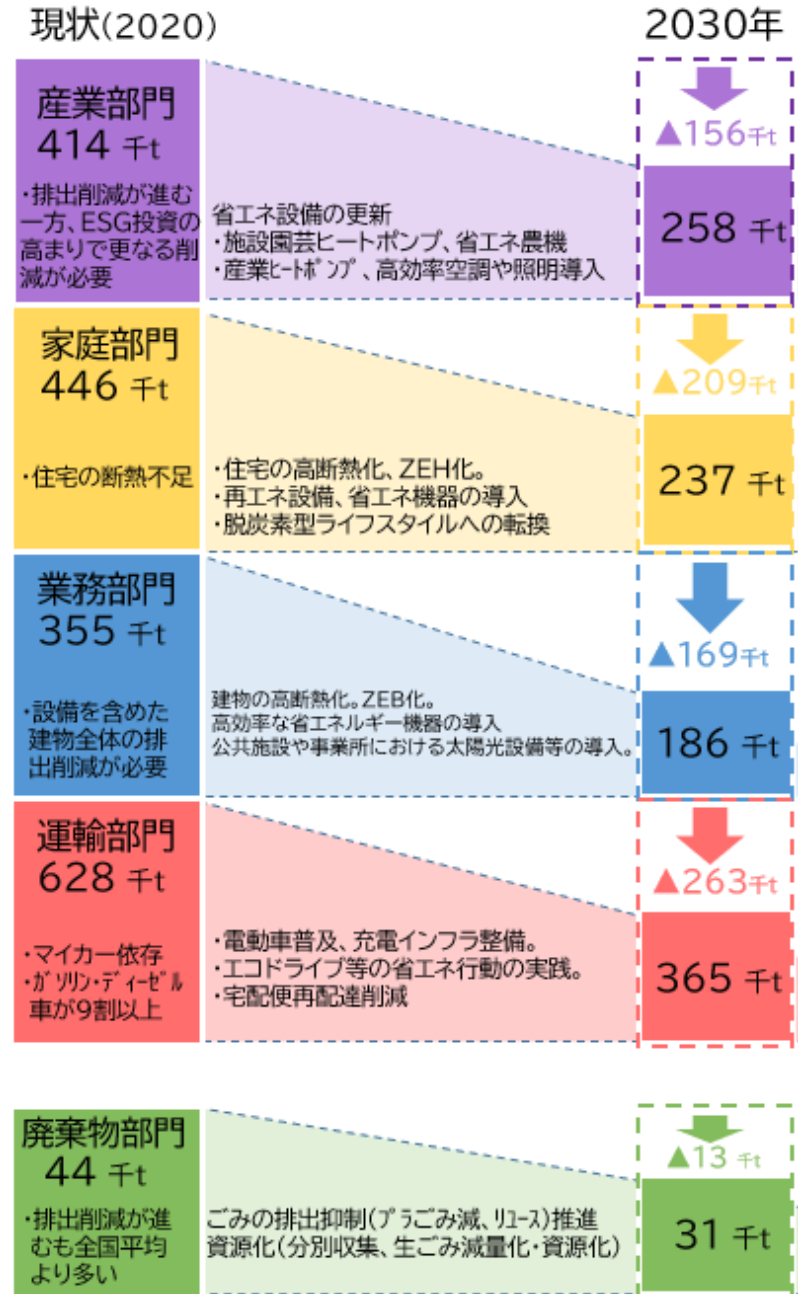 現状(2020)
2030年
産業部門
414 千t
・排出削減が進む
一方、ESG投資の
高まりで更なる削
減が必要
省エネ設備の更新
・施設園芸ヒートポンプ、省エネ農機
・産業ﾋｰﾄﾎﾟﾝﾌﾟ、高効率空調や照明導入
▲156千t
258 千t
家庭部門
446 千t
・住宅の断熱不足
・住宅の高断熱化、ZEH化。
・再エネ設備、省エネ機器の導入
・脱炭素型ライフスタイルへの転換
▲209千t
237 千t
業務部門
355 千t
・設備を含めた
建物全体の排
出削減が必要
建物の高断熱化。ZEB化。
高効率な省エネルギー機器の導入
公共施設や事業所における太陽光設備等の導入。
▲169千t
186 千t
運輸部門
628 千t
・マイカー依存
・ｶﾞｿﾘﾝ・ﾃﾞｨｰｾﾞﾙ
車が9割以上
・電動車普及、充電インフラ整備。
・エコドライブ等の省エネ行動の実践。
・宅配便再配達削減
▲263千t
365 千t
廃棄物部門
44 千t
・排出削減が進
むも全国平均
より多い
ごみの排出抑制(ﾌﾟﾗごみ減、ﾘﾕｰｽ)推進
資源化(分別収集、生ごみ減量化・資源化)
▲13 千t
31 千t